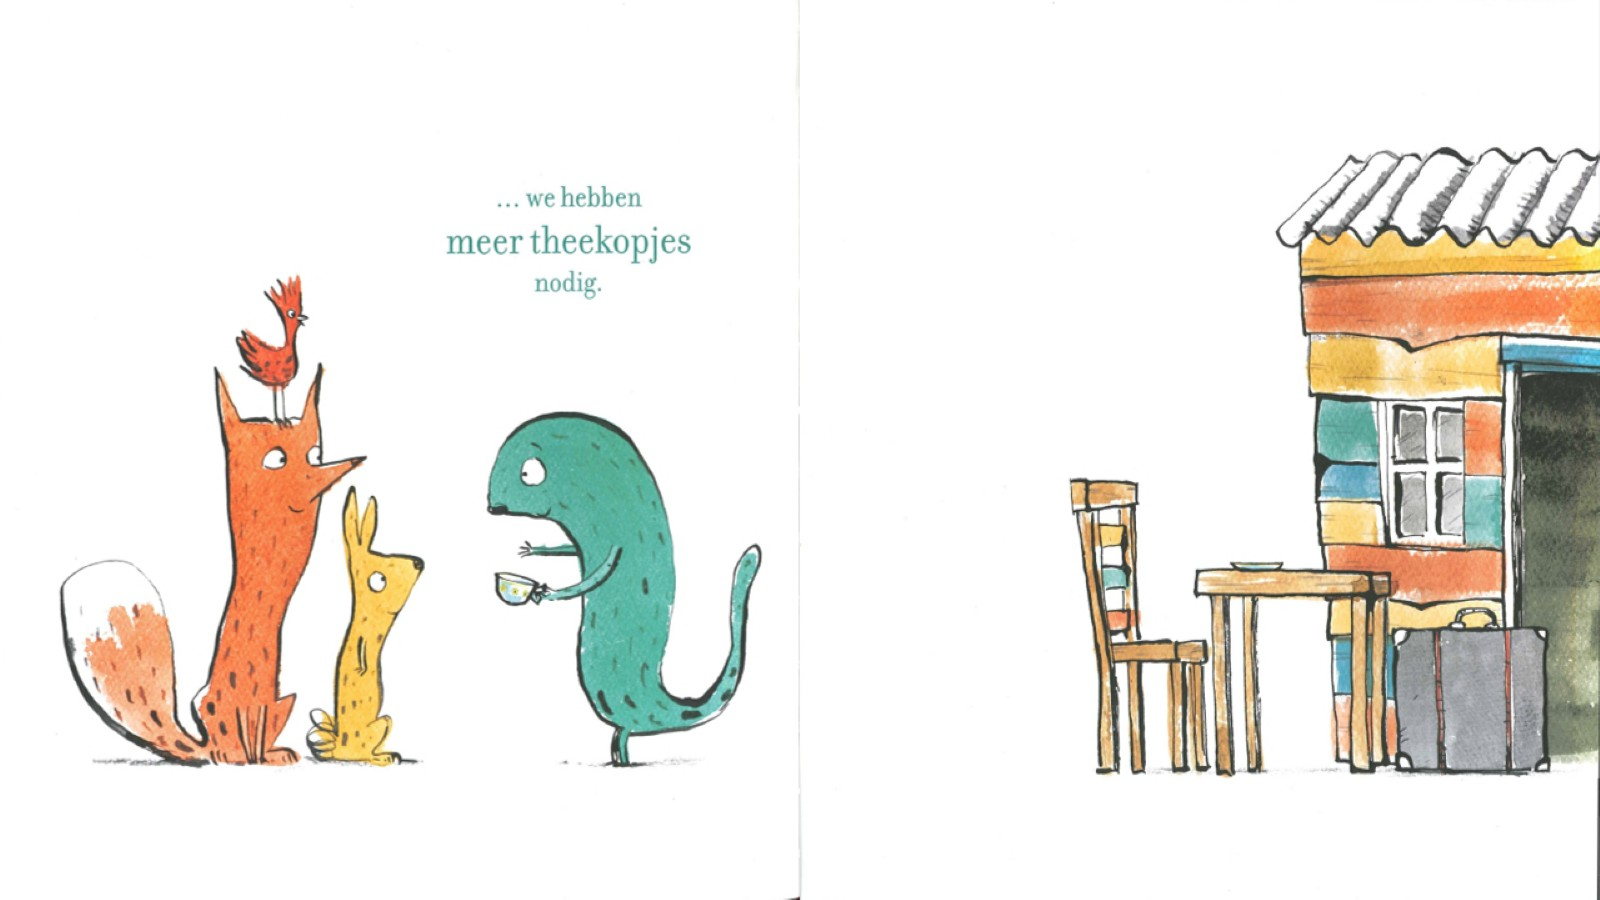 ... we hebben
meer theekopjes
nodig.